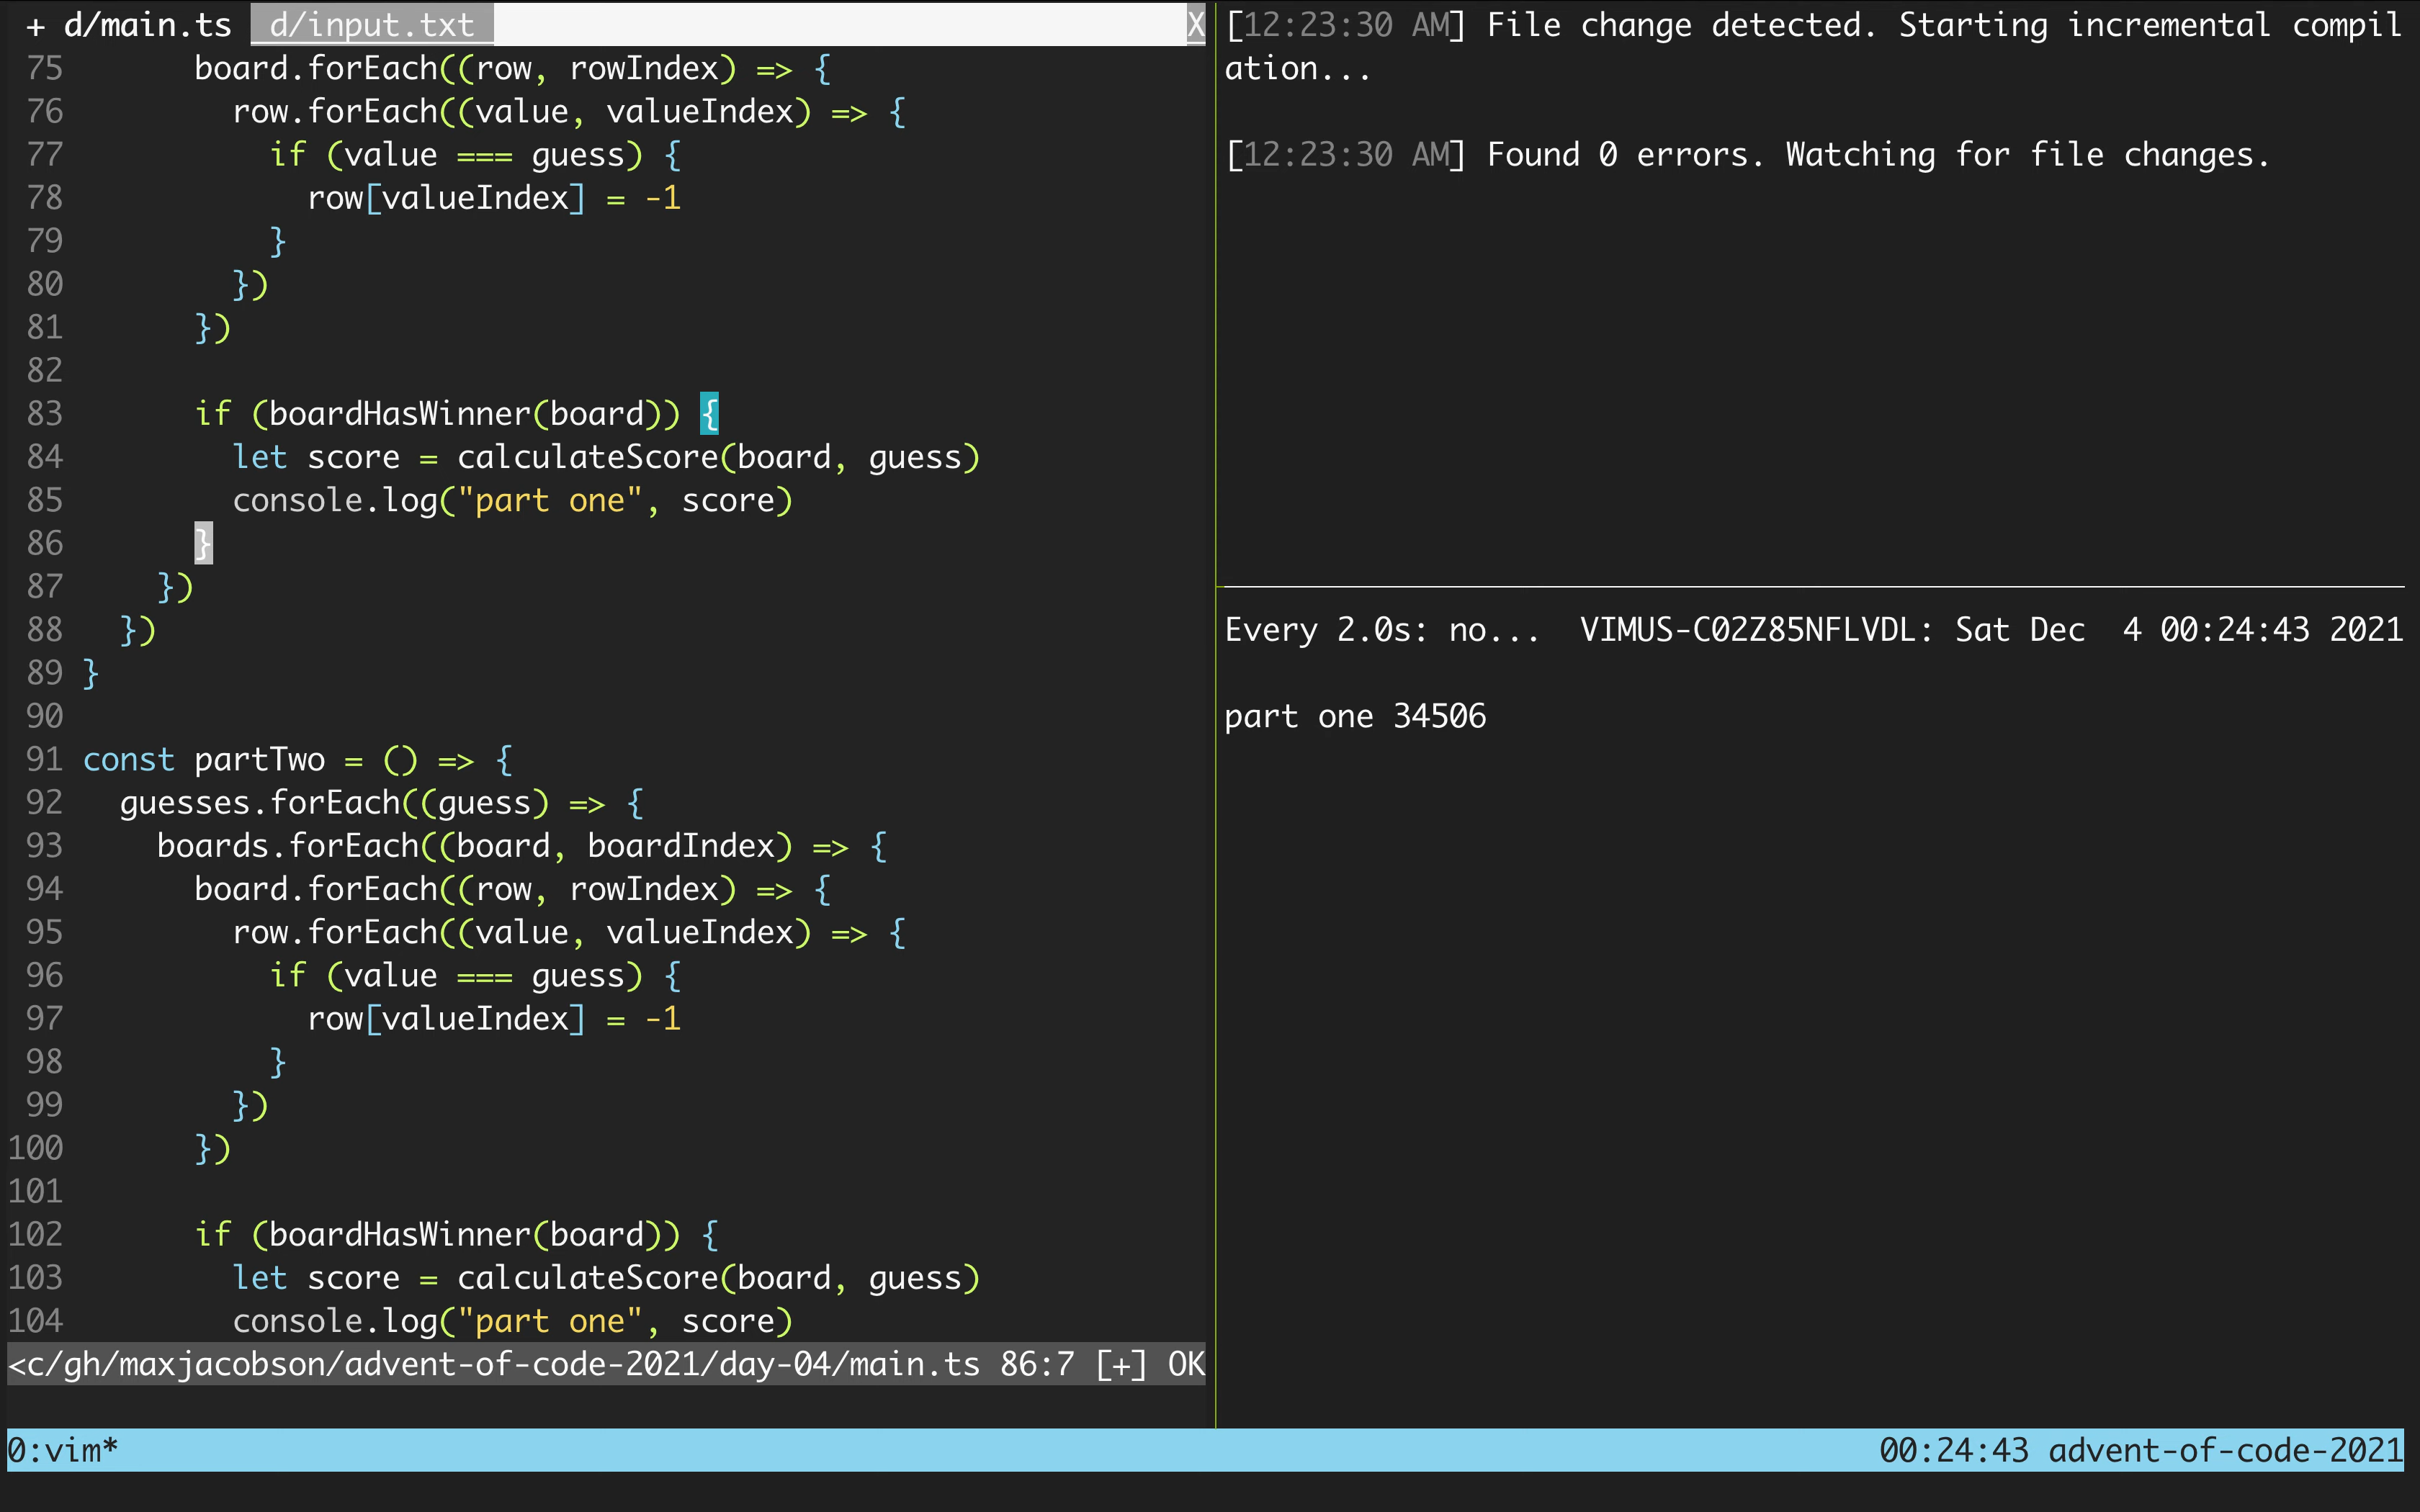 + d/main.ts  d/input.txt X
75       board.forEach((row, rowIndex) => {
76         row.forEach((value, valueIndex) => {
77           if (value === guess) {
78             row[valueIndex] = -1
79           }
80         })
81       })
82
83       if (boardHasWinner(board)) {
84         let score = calculateScore(board, guess)
85         console.log("part one", score)
86       }
87     })
88   })
89 }
90
91 const partTwo = () => {
92   guesses.forEach((guess) => {
93     boards.forEach((board, boardIndex) => {
94       board.forEach((row, rowIndex) => {
95         row.forEach((value, valueIndex) => {
96           if (value === guess) {
97             row[valueIndex] = -1
98           }
99         })
100       })
101
102       if (boardHasWinner(board)) {
103         let score = calculateScore(board, guess)
104         console.log("part one", score)
<c/gh/maxjacobson/advent-of-code-2021/day-04/main.ts 86:7 [+] OK
[12:23:30 AM] File change detected. Starting incremental compil
ation...
[12:23:30 AM] Found 0 errors. Watching for file changes.
Every 2.0s: no...  VIMUS-C02Z85NFLVDL: Sat Dec  4 00:24:43 2021
part one 34506
0:vim* 00:24:43 advent-of-code-2021